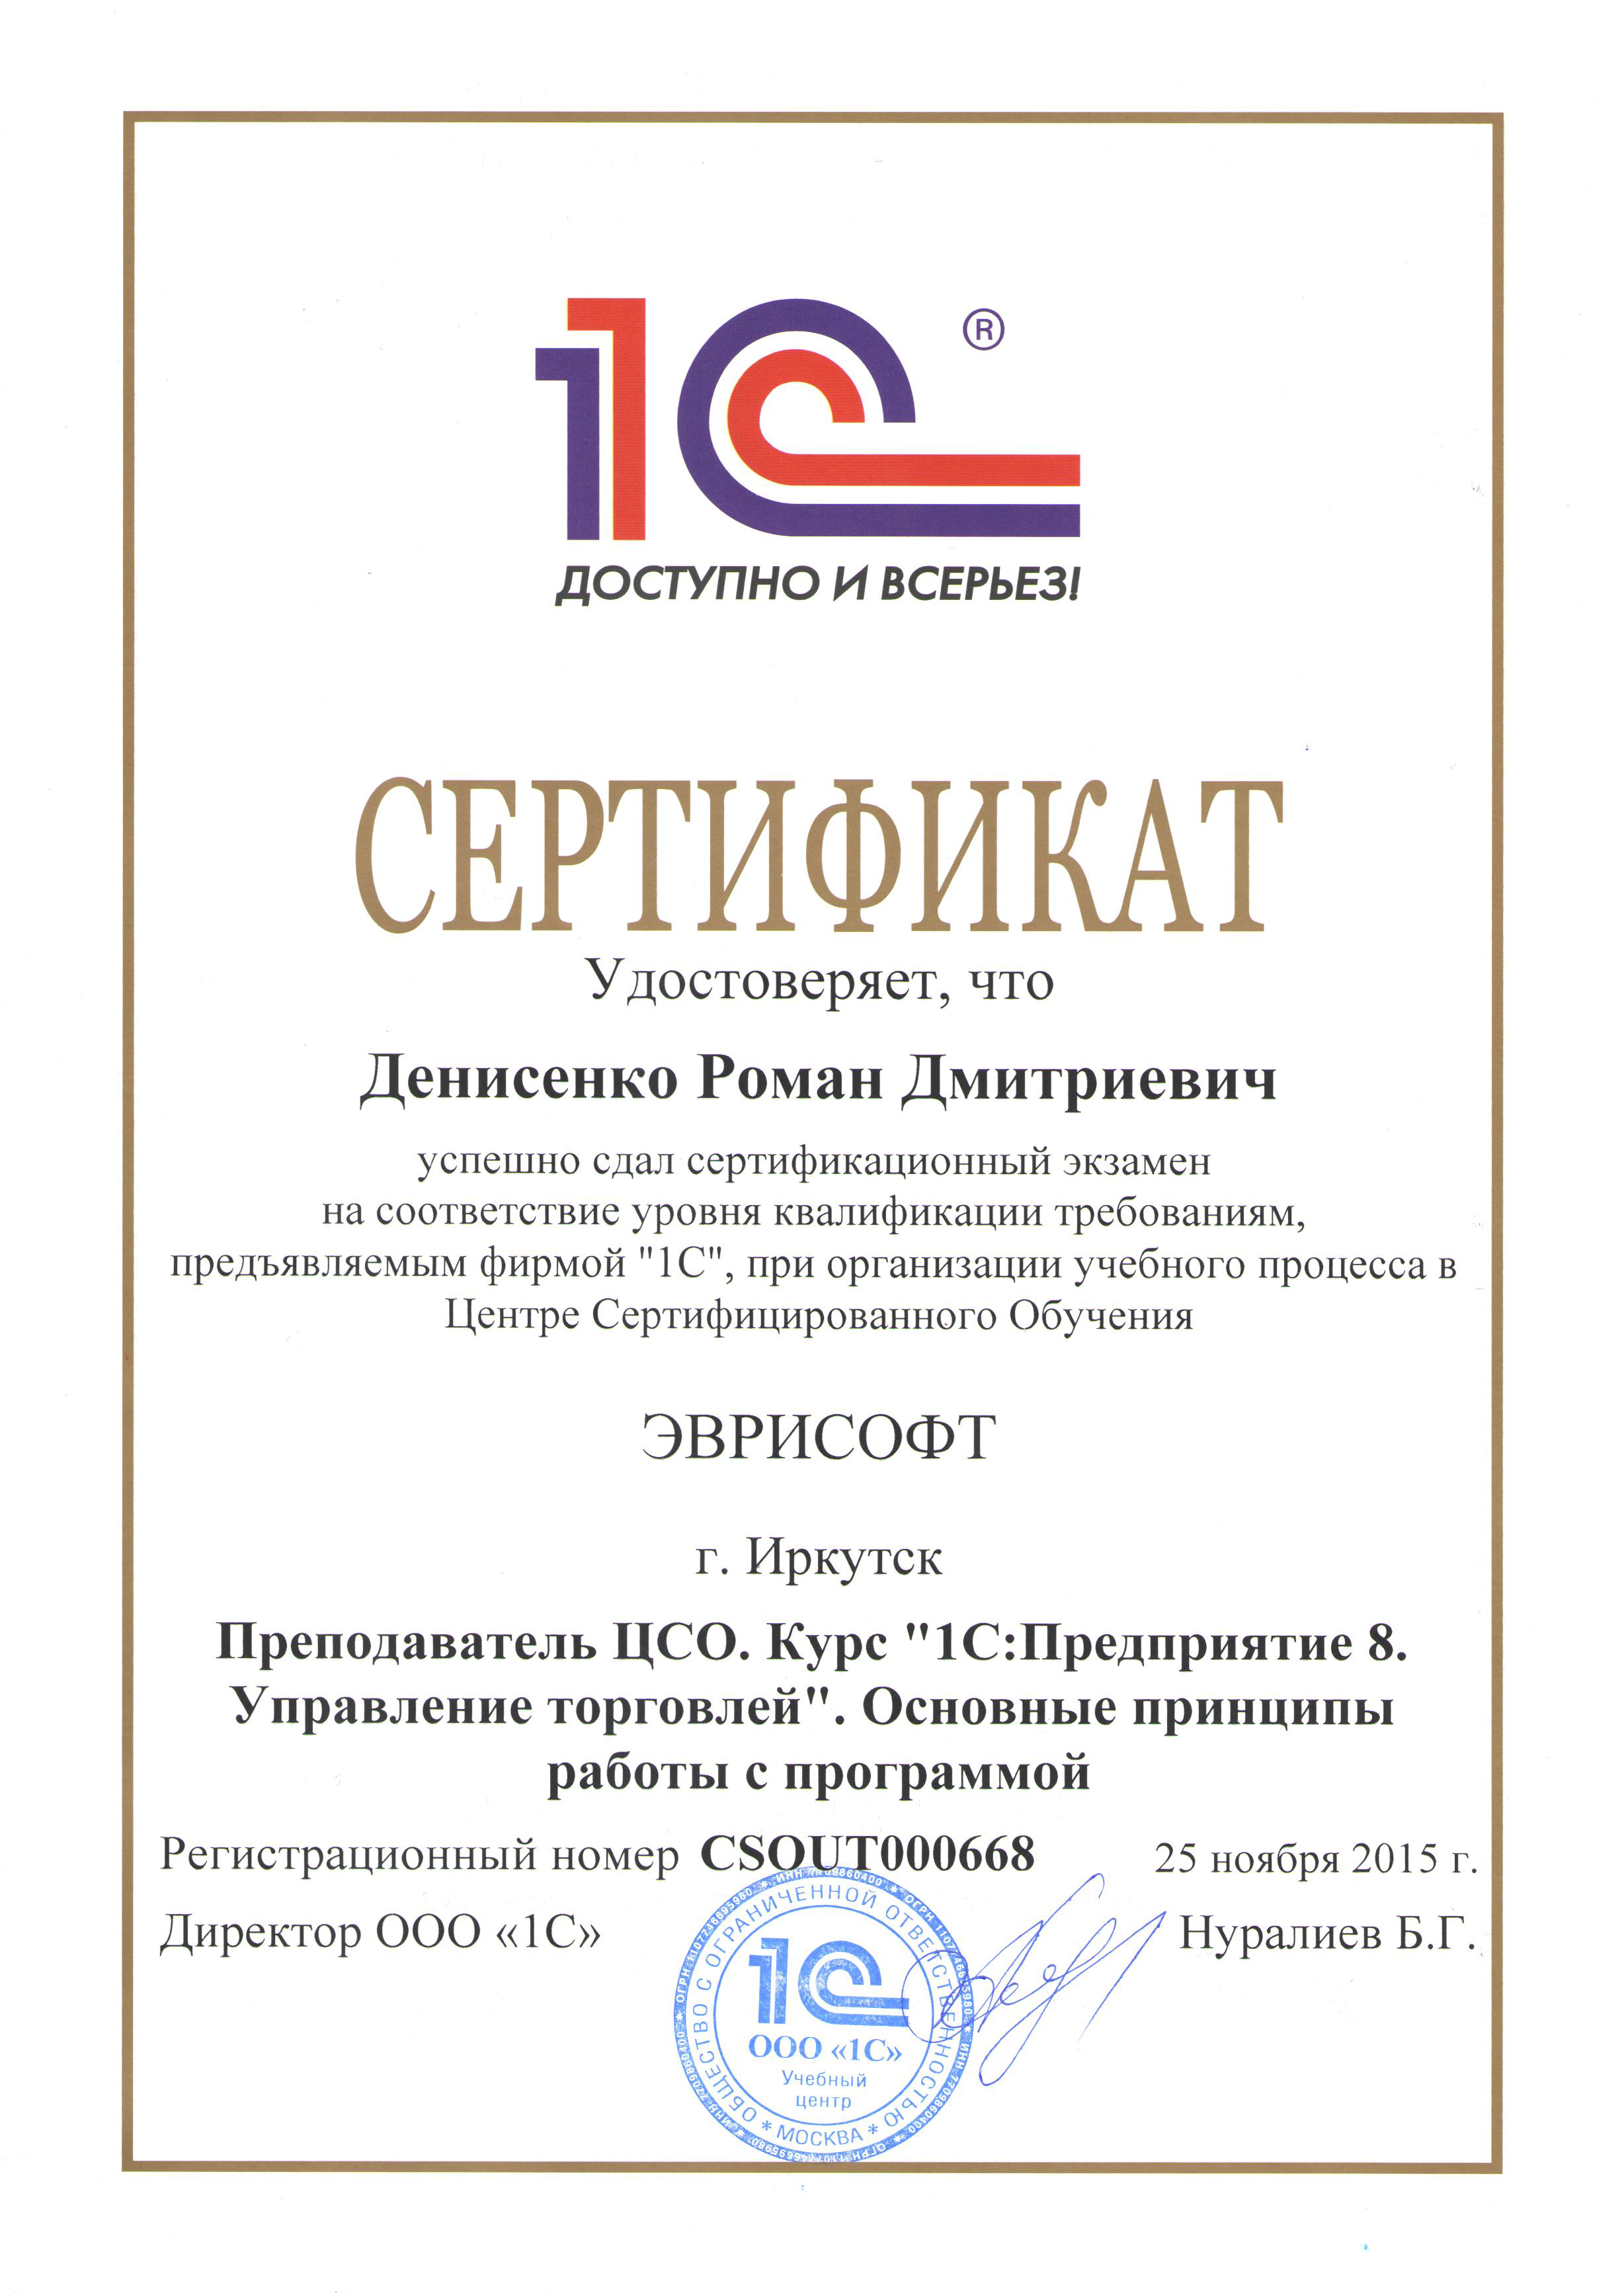 1С®
ДОСТУПНО И ВСЕРЬЕЗ!
СЕРТИФИКАТ
Удостоверяет, что
Денисенко Роман Дмитриевич
успешно сдал сертификационный экзамен
на соответствие уровня квалификации требованиям,
предъявляемым фирмой "1С", при организации учебного процесса в
Центре Сертифицированного Обучения
ЭВРИСОФТ
г. Иркутск
Преподаватель ЦСО. Курс "1С:Предприятие 8.
Управление торговлей". Основные принципы
работы с программой
Регистрационный номер CSOUT000668 25 ноября 2015 г.
Директор ООО «1С» Нуралиев Б.Г.
ОБЩЕСТВО С ОГРАНИЧЕННОЙ ОТВЕТСТВЕННОСТЬЮ
* МОСКВА *
1С
ООО «1С»
Учебный
центр
ИНН 7709860400